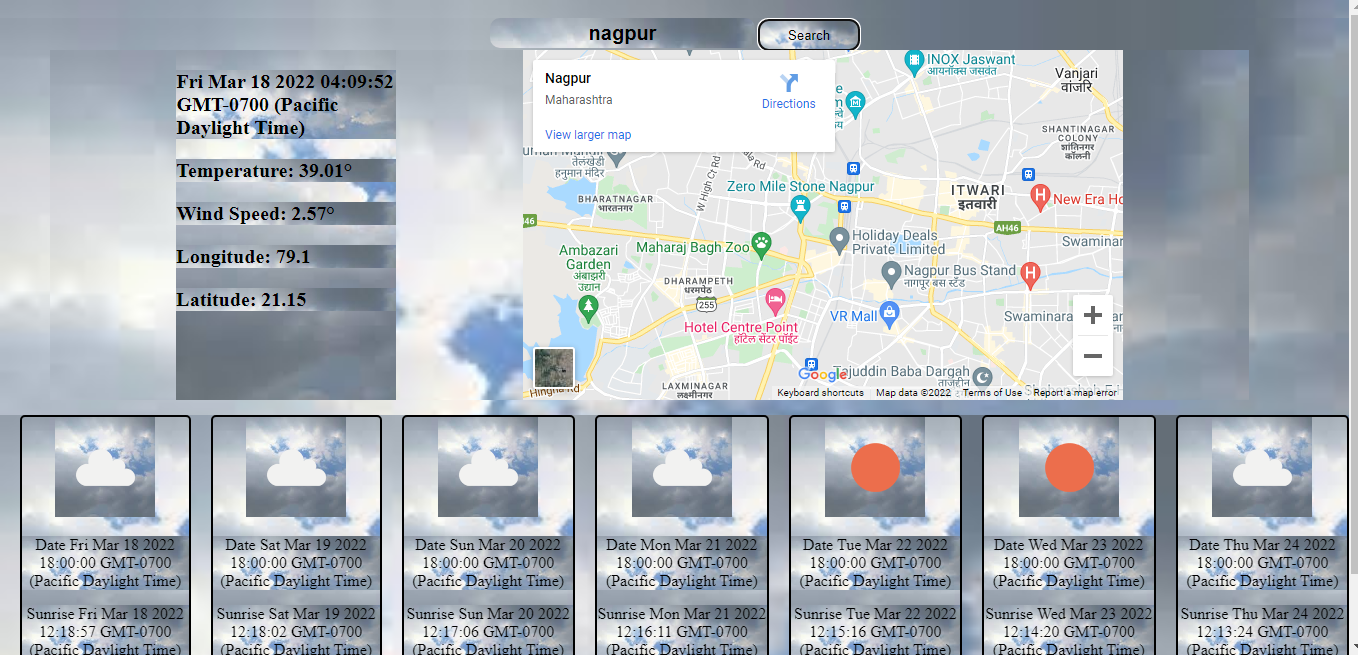 nagpur
Search
Fri Mar 18 2022 04:09:52
GMT-0700 (Pacific
Daylight Time)
Temperature: 39.01°
Wind Speed: 2.57°
Longitude: 79.1
Latitude: 21.15
Nagpur
Maharashtra
Directions
View larger map
INOX Jaswant
आयनॉक्स जसवंत
Vanjari
वांजरि
SHANTINAGAR
COLONY
शांतिनगर
कॉलनी
तेलंखेडी
हनुमान मंदिर
W High Ct Rd
Zero Mile Stone Nagpur
ITWARI
इतवारी
New Era
BHARATNAGAR
भारतनगर
46
AH46
Holiday Deals
Private Limited
Maharaj Bagh Zoo
Ambazari
Garden
अंबाझरी
उद्यान
Nagpur Bus Stand
नागपूर बस स्टॅंड
DHARAMPETH
धरमपेठ
255
VR Mall
Hotel Centre Point
हॉटेल सेंटर पॉईंट
Tajuddin Baba Dargah
LAXMINAGAR
लक्ष्मीनगर
Hingna Rd
Google
Keyboard shortcuts
Map data ©2022
Terms of Use
Report a map error
Date Fri Mar 18 2022
18:00:00 GMT-0700
(Pacific Daylight Time)
Sunrise Fri Mar 18 2022
12:18:57 GMT-0700
(Pacific Daylight Time)
Date Sat Mar 19 2022
18:00:00 GMT-0700
(Pacific Daylight Time)
Sunrise Sat Mar 19 2022
12:18:02 GMT-0700
(Pacific Daylight Time)
Date Sun Mar 20 2022
18:00:00 GMT-0700
(Pacific Daylight Time)
Sunrise Sun Mar 20 2022
12:17:06 GMT-0700
(Pacific Daylight Time)
Date Mon Mar 21 2022
18:00:00 GMT-0700
(Pacific Daylight Time)
Sunrise Mon Mar 21 2022
12:16:11 GMT-0700
(Pacific Daylight Time)
Date Tue Mar 22 2022
18:00:00 GMT-0700
(Pacific Daylight Time)
Sunrise Tue Mar 22 2022
12:15:16 GMT-0700
(Pacific Daylight Time)
Date Wed Mar 23 2022
18:00:00 GMT-0700
(Pacific Daylight Time)
Sunrise Wed Mar 23 2022
12:14:20 GMT-0700
(Pacific Daylight Time)
Date Thu Mar 24 2022
18:00:00 GMT-0700
(Pacific Daylight Time)
Sunrise Thu Mar 24 2022
12:13:24 GMT-0700
(Pacific Daylight Time)